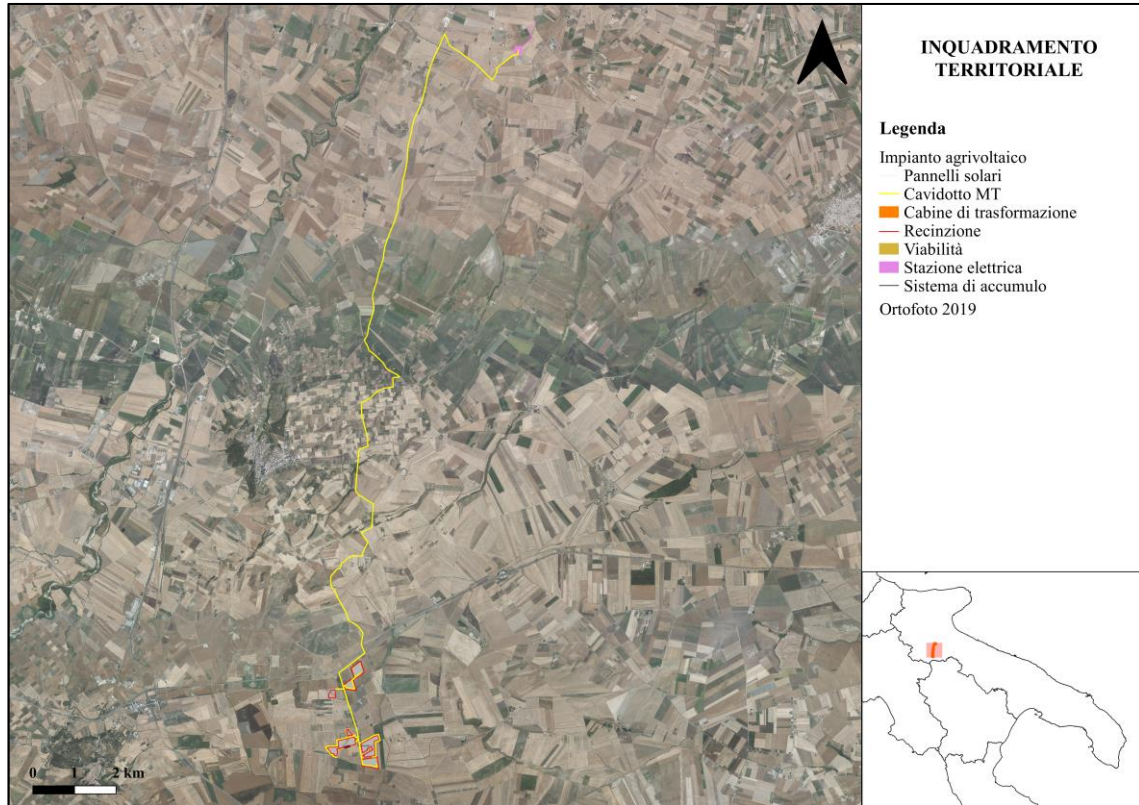 INQUADRAMENTO
TERRITORIALE
Legenda
Impianto agrivoltaico
Pannelli solari
Cavidotto MT
Cabine di trasformazione
Recinzione
Viabilità
Stazione elettrica
Sistema di accumulo
Ortofoto 2019
0 1 2 km